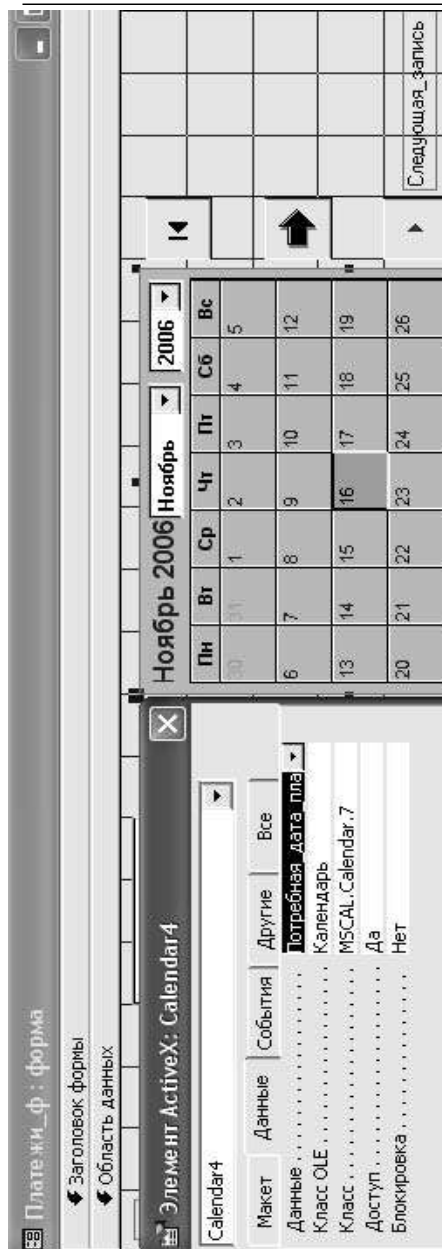 Платежи_ф : форма
Заголовок формы
Область данных
Элемент ActiveX: Calendar4
Calendar4
Макет Данные События Другие Все
Данные . . . . . . . . . . . . . . . Потребная дата пла
Класс OLE . . . . . . . . . . . . Календарь
Класс . . . . . . . . . . . . . . . . MSCAL.Calendar.7
Доступ . . . . . . . . . . . . . . . Да
Блокировка . . . . . . . . . . . Нет
Ноябрь 2006 Ноябрь 2006
Пн Вт Ср Чт Пт Сб Вс
30 31 1 2 3 4 5
6 7 8 9 10 11 12
13 14 15 16 17 18 19
20 21 22 23 24 25 26
Следующая_запись